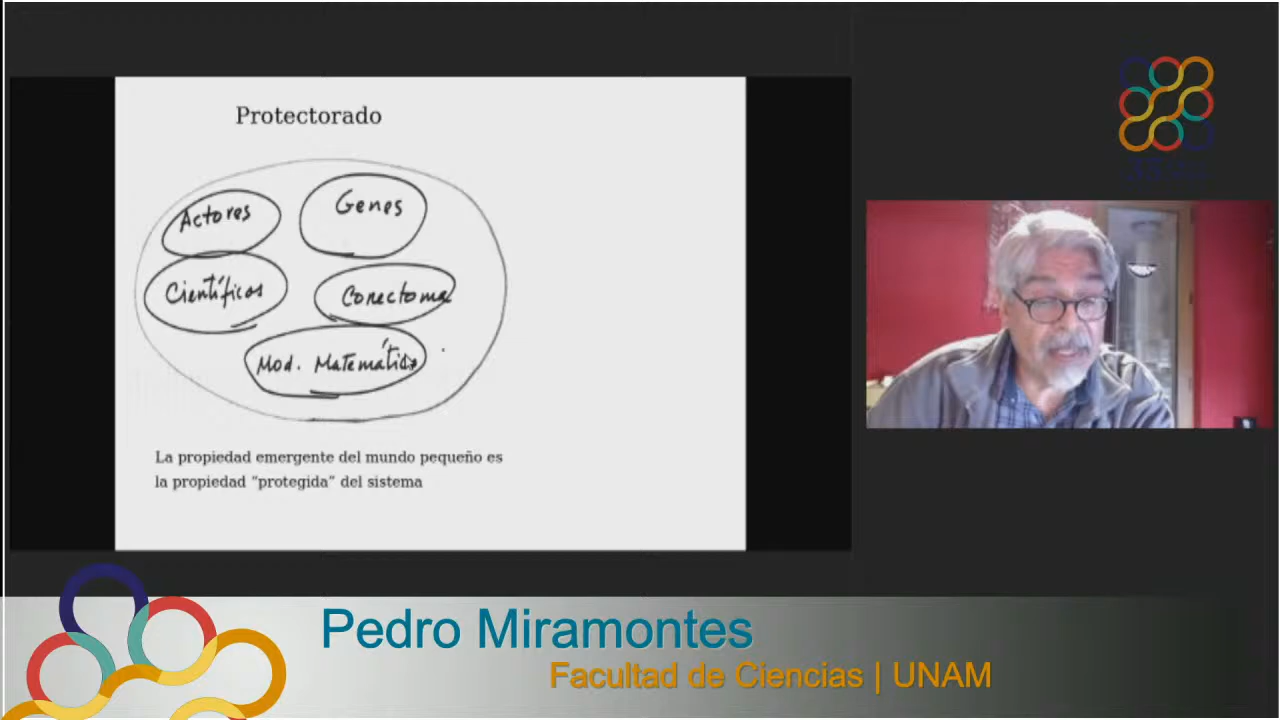 Protectorado
Actores
Genes
Científicos
Conectoma
Mod. Matemático
La propiedad emergente del mundo pequeño es
la propiedad "protegida" del sistema
Pedro Miramontes
Facultad de Ciencias | UNAM